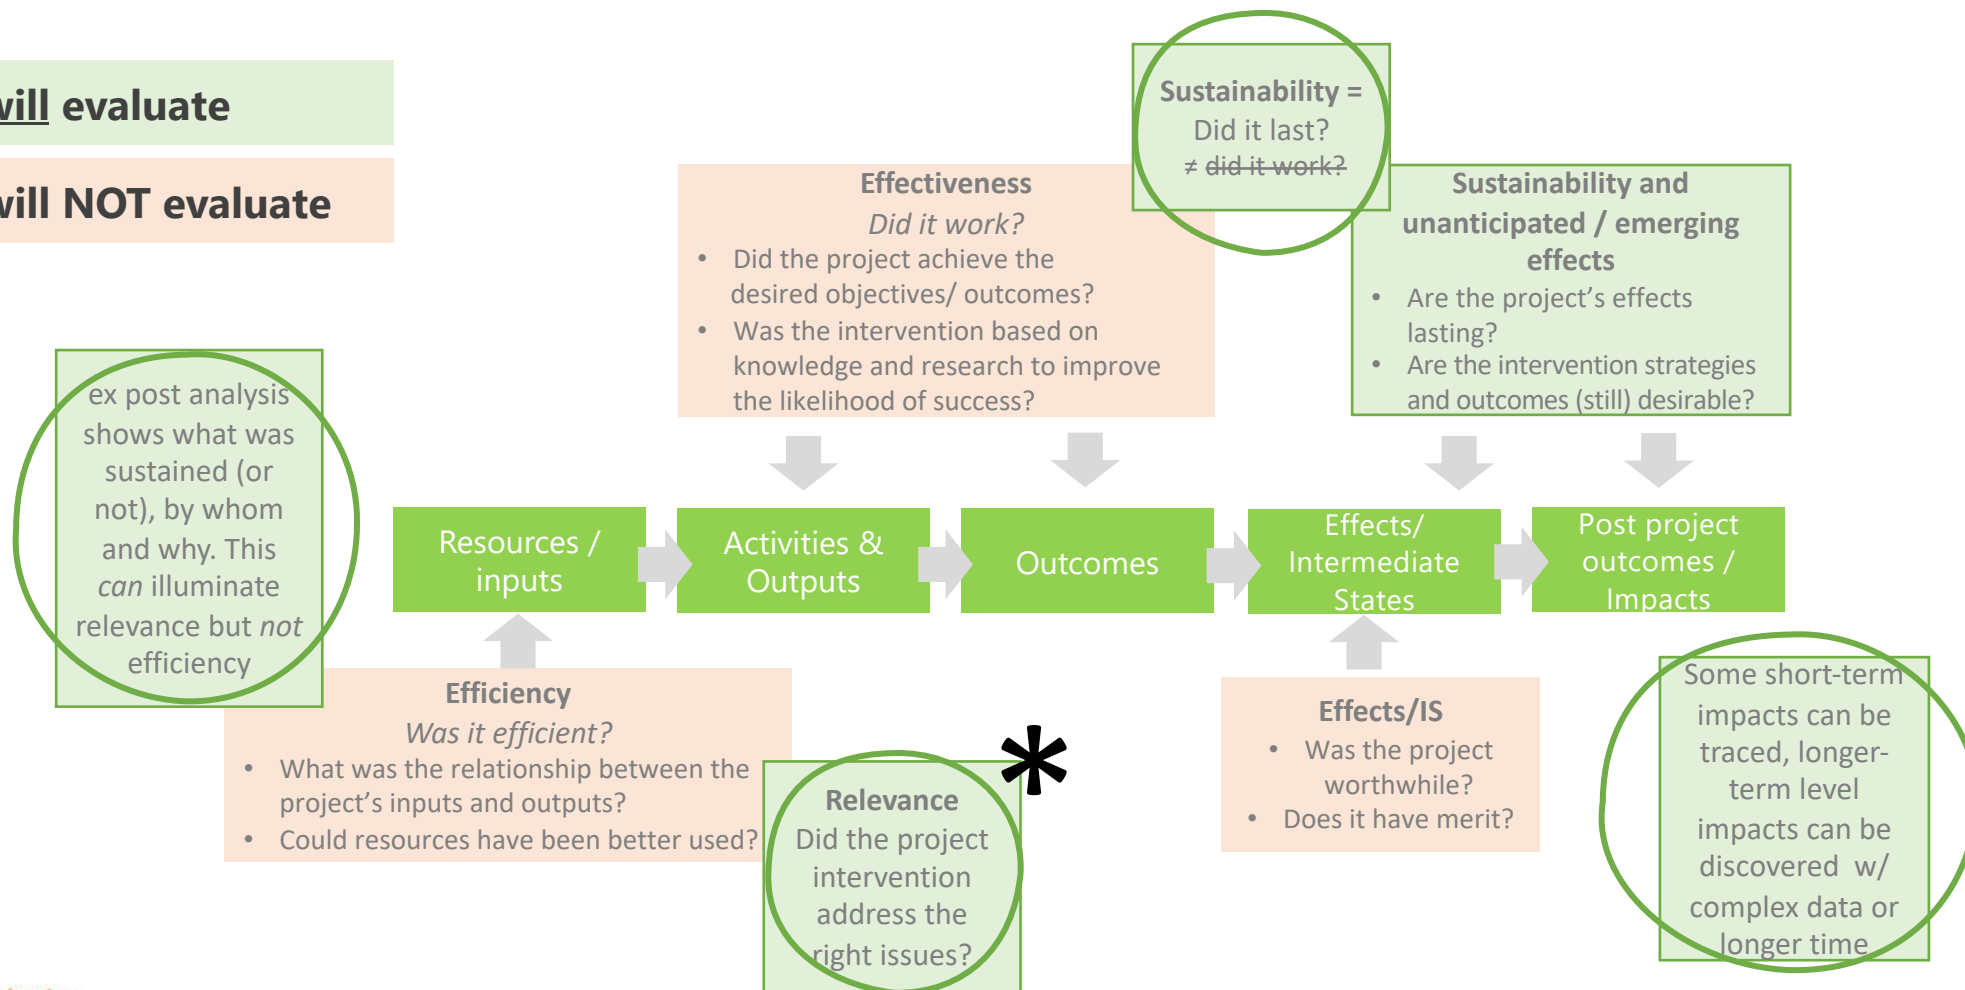 will evaluate
will NOT evaluate
Sustainability =
Did it last?
≠ did it work?
Effectiveness
Did it work?
• Did the project achieve the
desired objectives/ outcomes?
• Was the intervention based on
knowledge and research to improve
the likelihood of success?
Sustainability and
unanticipated / emerging
effects
• Are the project’s effects
lasting?
• Are the intervention strategies
and outcomes (still) desirable?
ex post analysis
shows what was
sustained (or
not), by whom
and why. This
can illuminate
relevance but not
efficiency
Resources /
inputs
Activities &
Outputs
Outcomes
Effects/
Intermediate
States
Post project
outcomes /
Impacts
Efficiency
Was it efficient?
• What was the relationship between the
project’s inputs and outputs?
• Could resources have been better used?
*
Relevance
Did the project
intervention
address the
right issues?
Effects/IS
• Was the project
worthwhile?
• Does it have merit?
Some short-term
impacts can be
traced, longer-
term level
impacts can be
discovered w/
complex data or
longer time